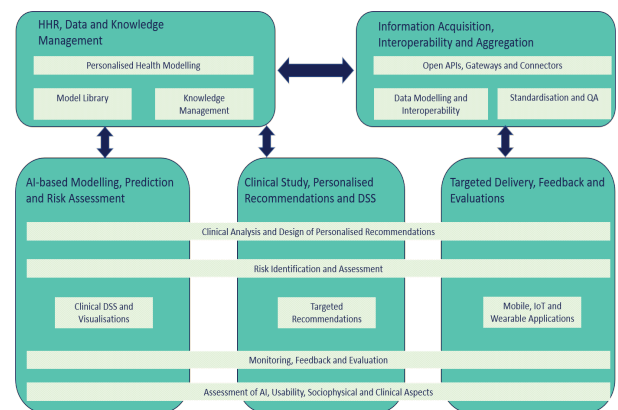 HHR, Data and Knowledge
Management
Personalised Health Modelling
Model Library
Knowledge
Management
Information Acquisition,
Interoperability and Aggregation
Open APIs, Gateways and Connectors
Data Modelling and
Interoperability
Standardisation and QA
AI-based Modelling, Prediction
and Risk Assessment
Clinical Study, Personalised
Recommendations and DSS
Targeted Delivery, Feedback and
Evaluations
Clinical Analysis and Design of Personalised Recommendations
Risk Identification and Assessment
Clinical DSS and
Visualisations
Targeted
Recommendations
Mobile, IoT and
Wearable Applications
Monitoring, Feedback and Evaluation
Assessment of AI, Usability, Sociophysical and Clinical Aspects